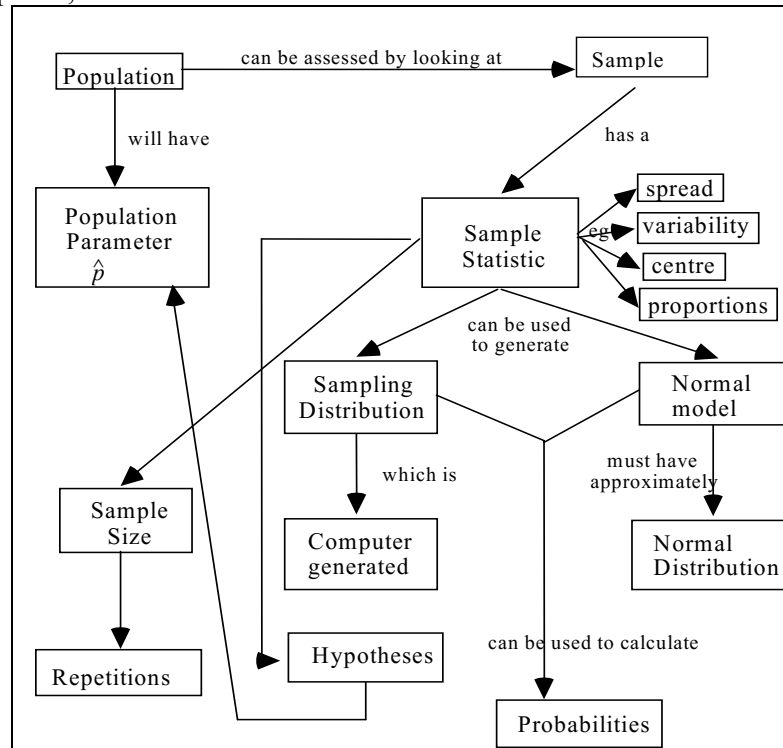 can be assessed by looking at
Population
Sample
will have
has a
Population
Parameter
p̂
Sample
Statistic
eg
spread
variability
centre
proportions
can be used
to generate
Sampling
Distribution
Normal
model
which is
must have
approximately
Sample
Size
Computer
generated
Normal
Distribution
Hypotheses
can be used to calculate
Repetitions
Probabilities